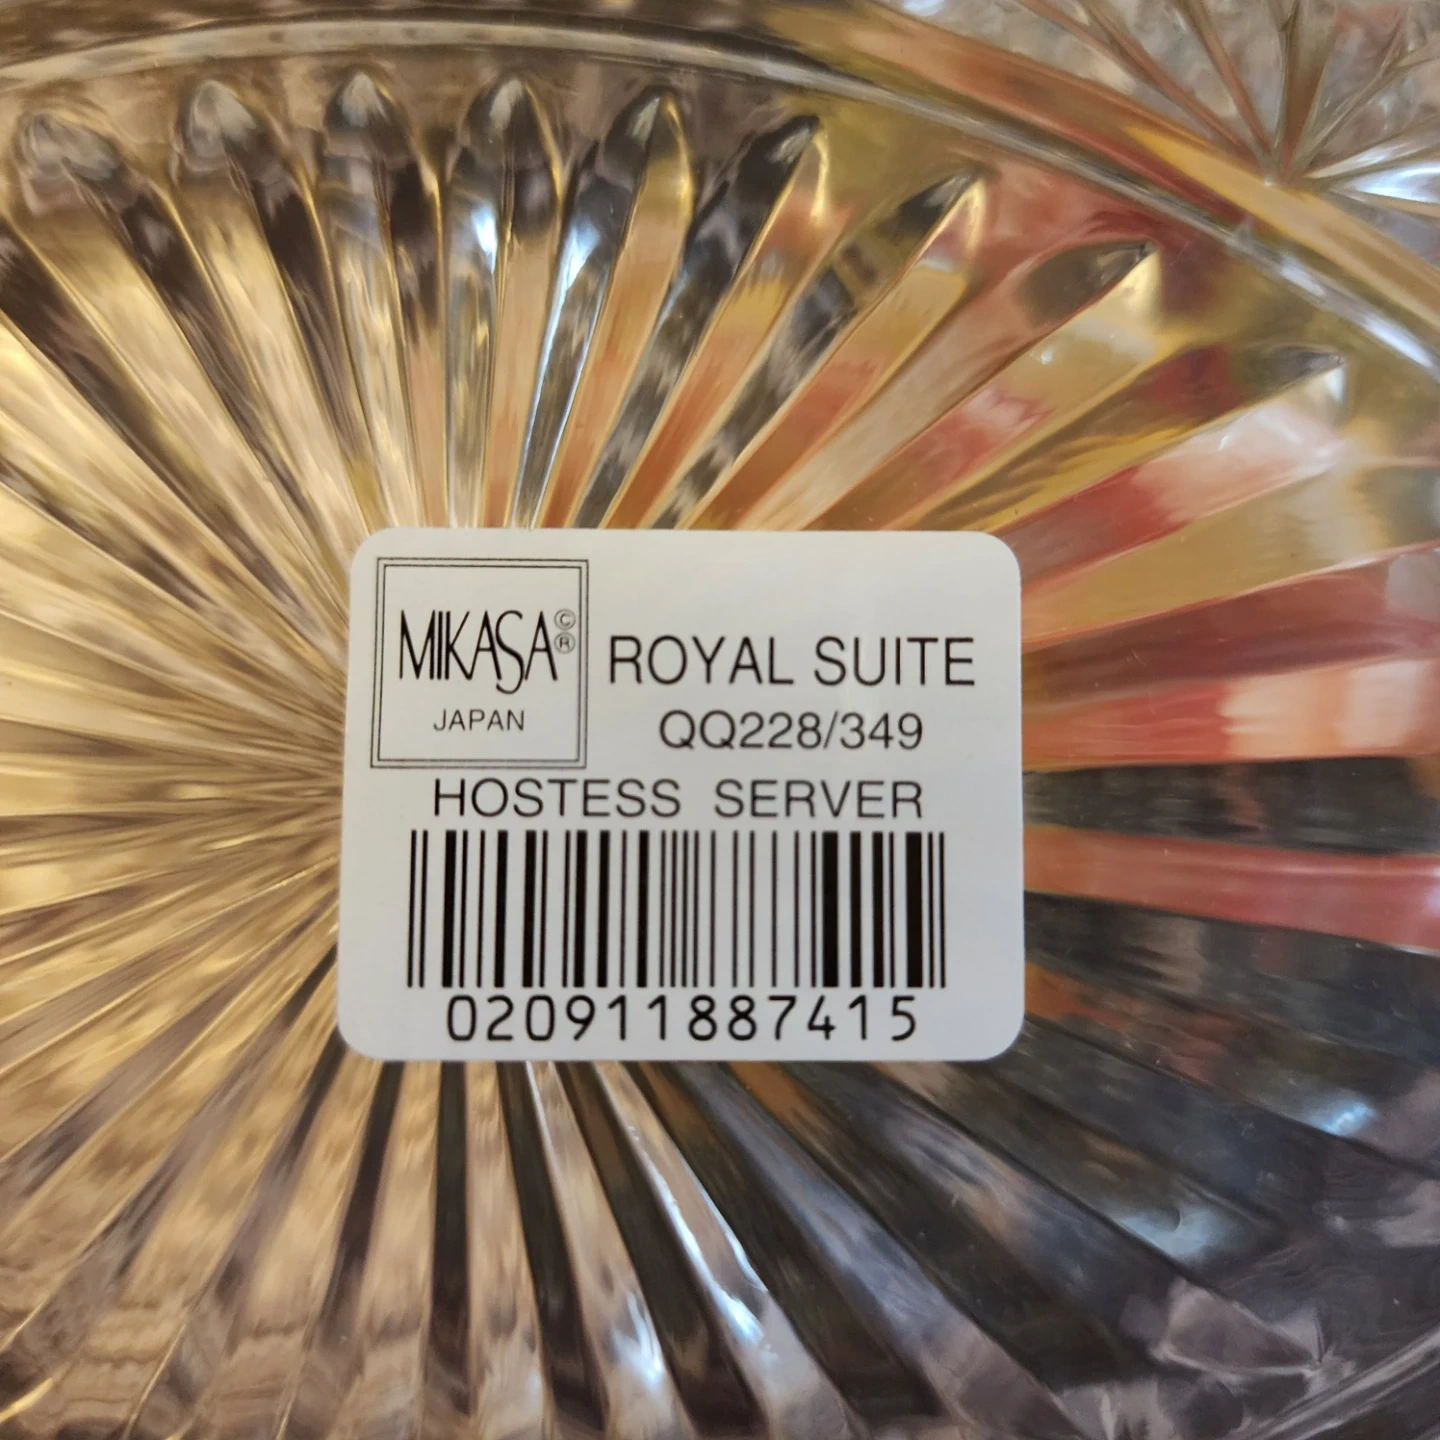 MIKASA©®
JAPAN
ROYAL SUITE
QQ228/349
HOSTESS SERVER
020911887415